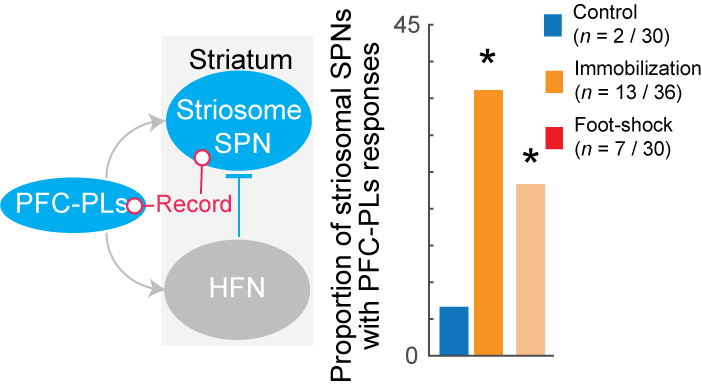 Striatum
Striosome
SPN
PFC-PLs
Record
HFN
Proportion of striosomal SPNs
with PFC-PLs responses
45
0
*
*
Control
(n = 2 / 30)
Immobilization
(n = 13 / 36)
Foot-shock
(n = 7 / 30)